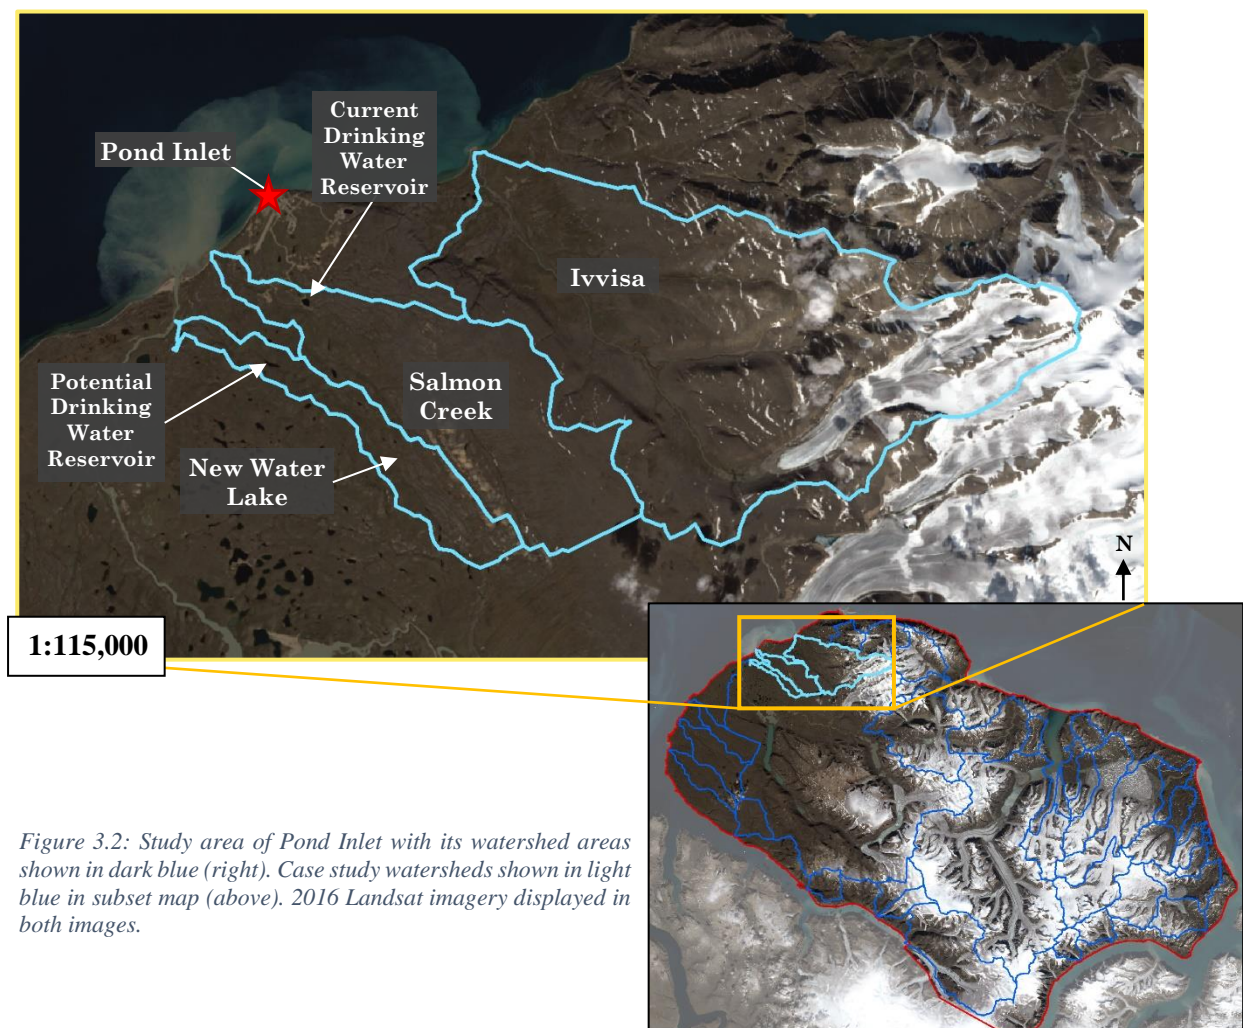 Current
Drinking
Water
Reservoir
Pond Inlet
Ivvisa
Potential
Drinking
Water
Reservoir
Salmon
Creek
New Water
Lake
N
1:115,000
Figure 3.2: Study area of Pond Inlet with its watershed areas
shown in dark blue (right). Case study watersheds shown in light
blue in subset map (above). 2016 Landsat imagery displayed in
both images.